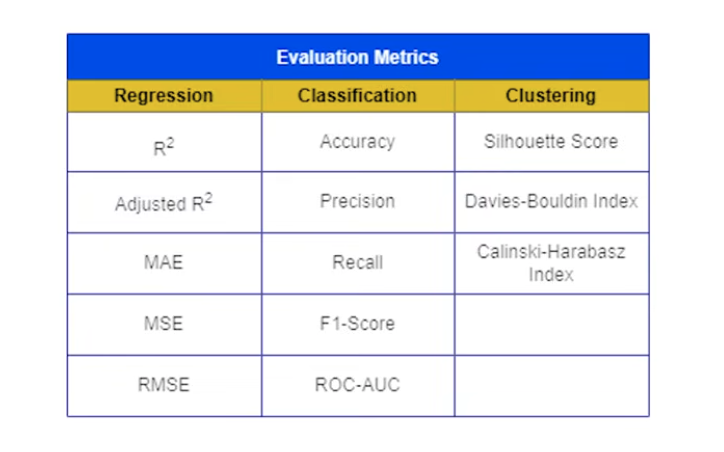 Evaluation Metrics
Regression Classification Clustering
R² Accuracy Silhouette Score
Adjusted R² Precision Davies-Bouldin Index
MAE Recall Calinski-Harabasz
Index
MSE F1-Score
RMSE ROC-AUC